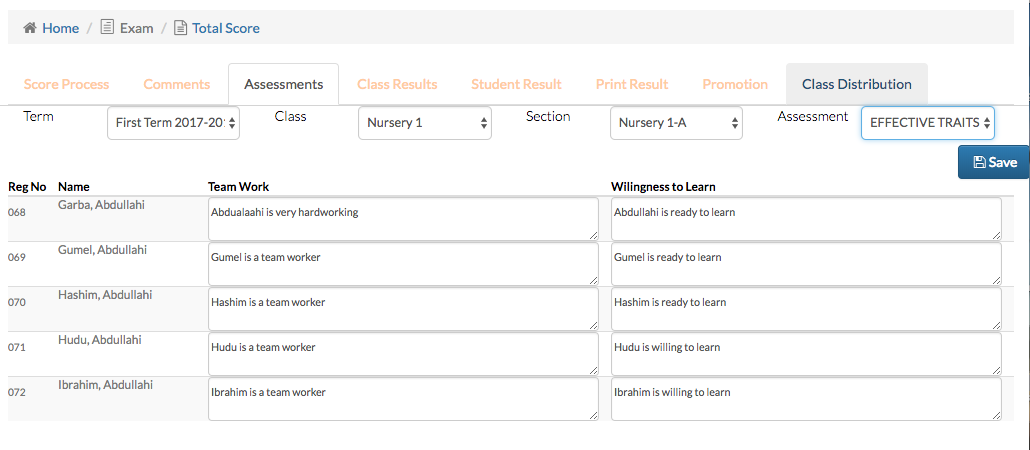 Home / Exam / Total Score
Score Process Comments Assessments Class Results Student Result Print Result Promotion Class Distribution
Term First Term 2017-201 Class Nursery 1 Section Nursery 1-A Assessment EFFECTIVE TRAITS
Save
Reg No Name Team Work Wilingness to Learn
068 Garba, Abdullahi Abdualaahi is very hardworking Abdullahi is ready to learn
069 Gumel, Abdullahi Gumel is a team worker Gumel is ready to learn
070 Hashim, Abdullahi Hashim is a team worker Hashim is ready to learn
071 Hudu, Abdullahi Hudu is a team worker Hudu is willing to learn
072 Ibrahim, Abdullahi Ibrahim is a team worker Ibrahim is willing to learn